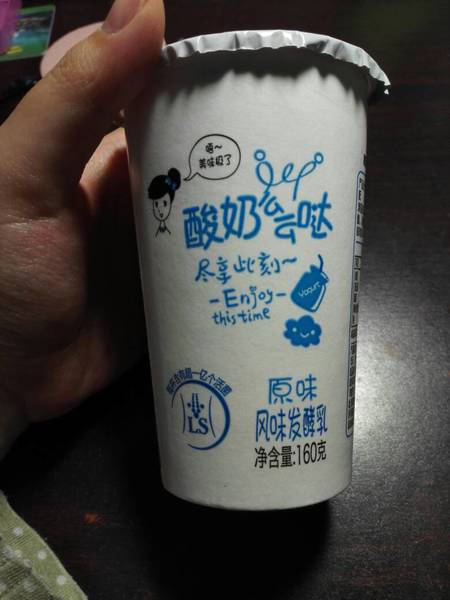 嗯~
美味极了
酸奶么么哒
尽享此刻~
-Enjoy-
this time
Yogurt
LS
原味
风味发酵乳
净含量:160克